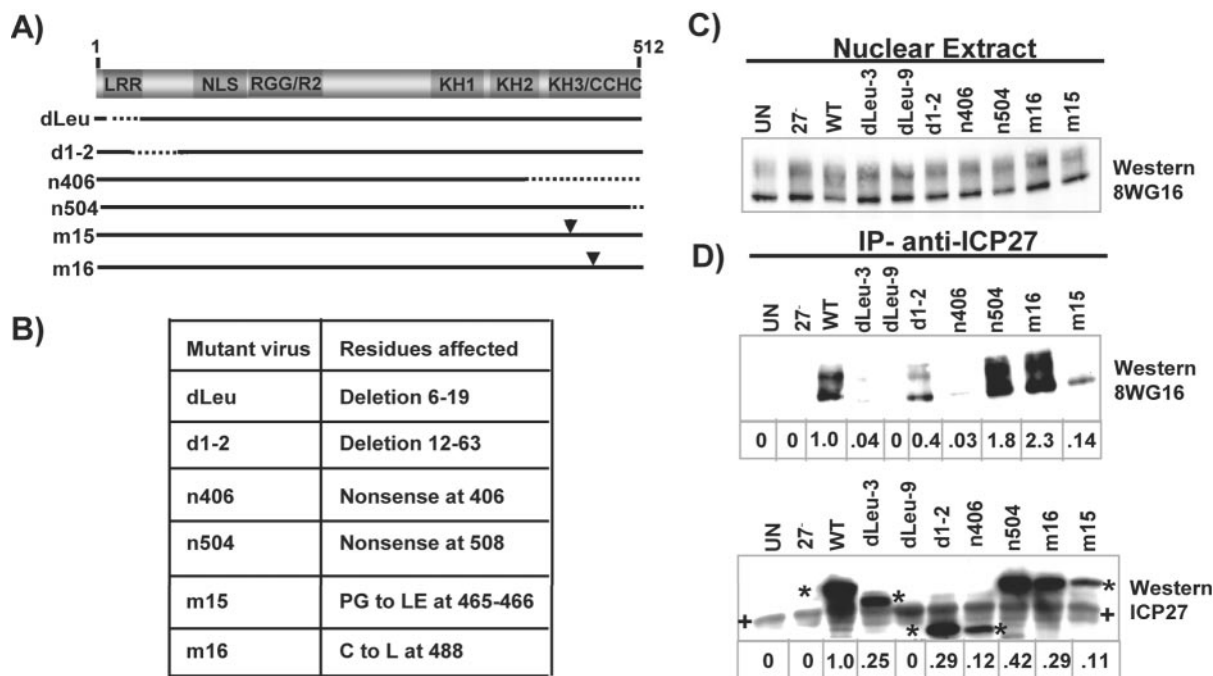 A)
1 512
LRR NLS RGG/R2 KH1 KH2 KH3/CCHC
dLeu
d1-2
n406
n504
m15
m16
B)
Mutant virus Residues affected
dLeu Deletion 6-19
d1-2 Deletion 12-63
n406 Nonsense at 406
n504 Nonsense at 508
m15 PG to LE at 465-466
m16 C to L at 488
C)
Nuclear Extract
UN 27- WT dLeu-3 dLeu-9 d1-2 n406 n504 m16 m15
Western
8WG16
D)
IP- anti-ICP27
UN 27- WT dLeu-3 dLeu-9 d1-2 n406 n504 m16 m15
Western
8WG16
0 0 1.0 .04 0 0.4 .03 1.8 2.3 .14
UN 27- WT dLeu-3 dLeu-9 d1-2 n406 n504 m16 m15
* * * * *
+ +
Western
ICP27
0 0 1.0 .25 0 .29 .12 .42 .29 .11